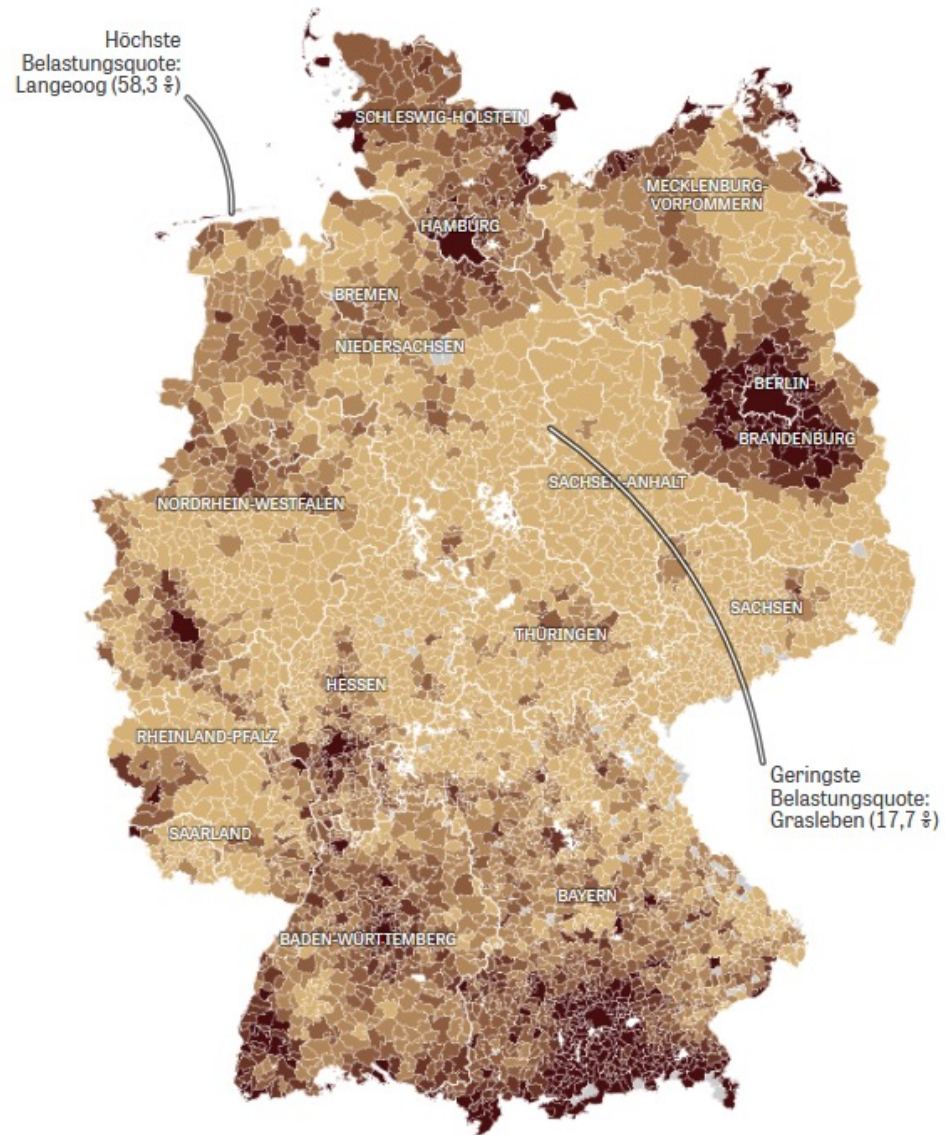 Höchste
Belastungsquote:
Langeoog (58,3 %)
SCHLESWIG-HOLSTEIN
MECKLENBURG-
VORPOMMERN
HAMBURG
BREMEN
NIEDERSACHSEN
BERLIN
BRANDENBURG
SACHSEN-ANHALT
NORDRHEIN-WESTFALEN
SACHSEN
THÜRINGEN
HESSEN
RHEINLAND-PFALZ
Geringste
Belastungsquote:
Grasleben (17,7 %)
SAARLAND
BAYERN
BADEN-WÜRTTEMBERG